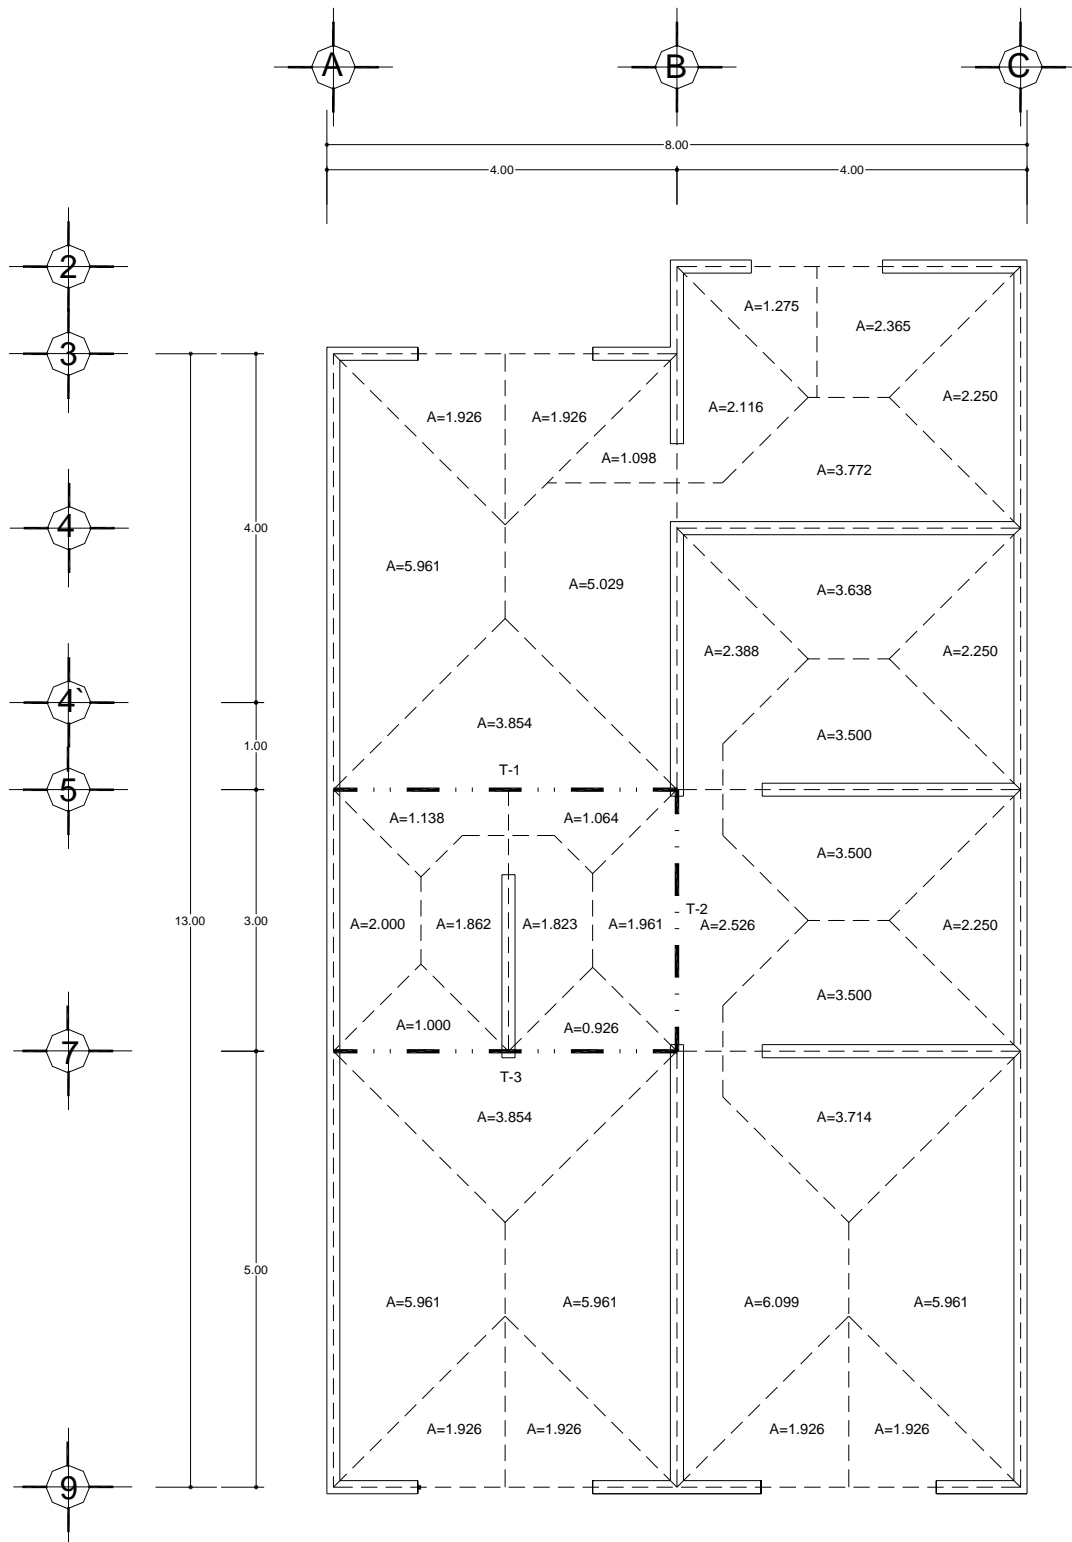 A B C
8.00
4.00 4.00
2
A=1.275
A=2.365
3
A=2.250
A=2.116
A=1.926 A=1.926
A=1.098
A=3.772
4
4.00
A=5.961
A=5.029
A=3.638
A=2.388
A=2.250
4`
A=3.854
A=3.500
1.00
T-1
5
A=1.138
A=1.064
A=3.500
T-2
13.00
3.00
A=2.000 A=1.862 A=1.823 A=1.961 A=2.526
A=2.250
A=3.500
A=1.000
A=0.926
7
T-3
A=3.854
A=3.714
5.00
A=5.961
A=5.961
A=6.099
A=5.961
A=1.926 A=1.926
A=1.926 A=1.926
9